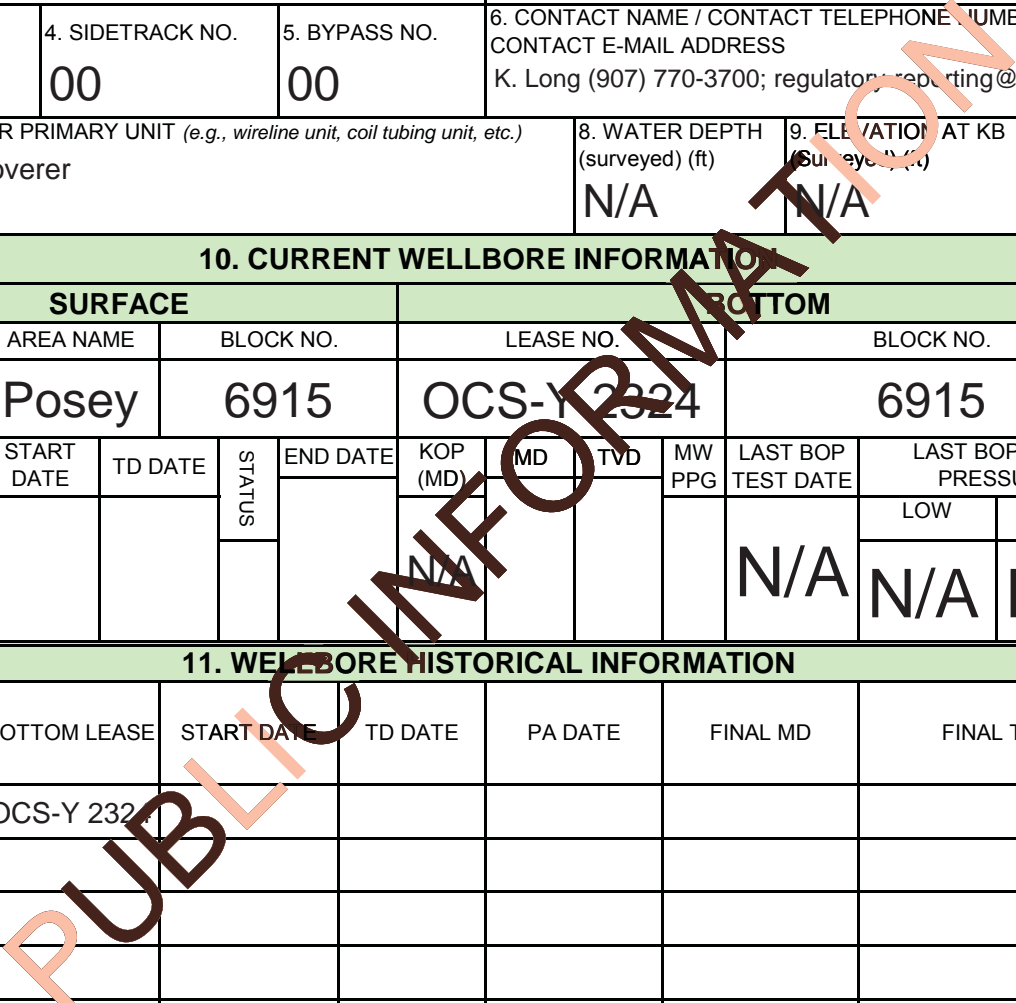 4. SIDETRACK NO.
00
5. BYPASS NO.
00
6. CONTACT NAME / CONTACT TELEPHONE NUME
CONTACT E-MAIL ADDRESS
K. Long (907) 770-3700; regulatory.reporting@
R PRIMARY UNIT (e.g., wireline unit, coil tubing unit, etc.)
overer
8. WATER DEPTH
(surveyed) (ft)
N/A
9. ELEVATION AT KB
(Surveyed) (ft)
N/A
10. CURRENT WELLBORE INFORMATION
SURFACE
BOTTOM
AREA NAME
BLOCK NO.
LEASE NO.
BLOCK NO.
Posey
6915
OCS-Y 2324
6915
START
DATE
TD DATE
STATUS
END DATE
KOP
(MD)
MD
TVD
MW
PPG
LAST BOP
TEST DATE
LAST BOP
PRESSU
LOW
N/A
N/A
N/A
11. WELLBORE HISTORICAL INFORMATION
OTTOM LEASE
START DATE
TD DATE
PA DATE
FINAL MD
FINAL T
OCS-Y 2324
PUBLIC INFORMATION